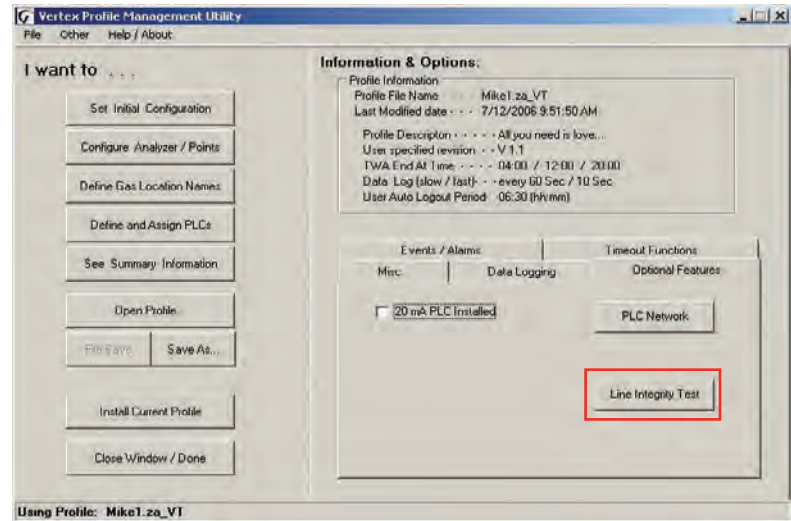 Vertex Profile Management Utility
File Other Help / About
I want to . . .
Set Initial Configuration
Configure Analyzer / Points
Define Gas Location Names
Define and Assign PLCs
See Summary Information
Open Profile
File Save Save As...
Install Current Profile
Close Window / Done
Information & Options:
Profile Information
Profile File Name Mike1.za_VT
Last Modified date - - - 7/12/2006 9:51:50 AM
Profile Descripton - - - - - All you need is love...
User specified revision - - V 1.1
TWA End At Time - - - - 04:00 / 12:00 / 20:00
Data Log (slow / fast)- - - every 60 Sec / 10 Sec
User Auto Logout Period 06:30 (hh:mm)
Events / Alarms Timeout Functions
Misc. Data Logging Optional Features
20 mA PLC Installed
PLC Network
Line Integrity Test
Using Profile: Mike1.za_VT